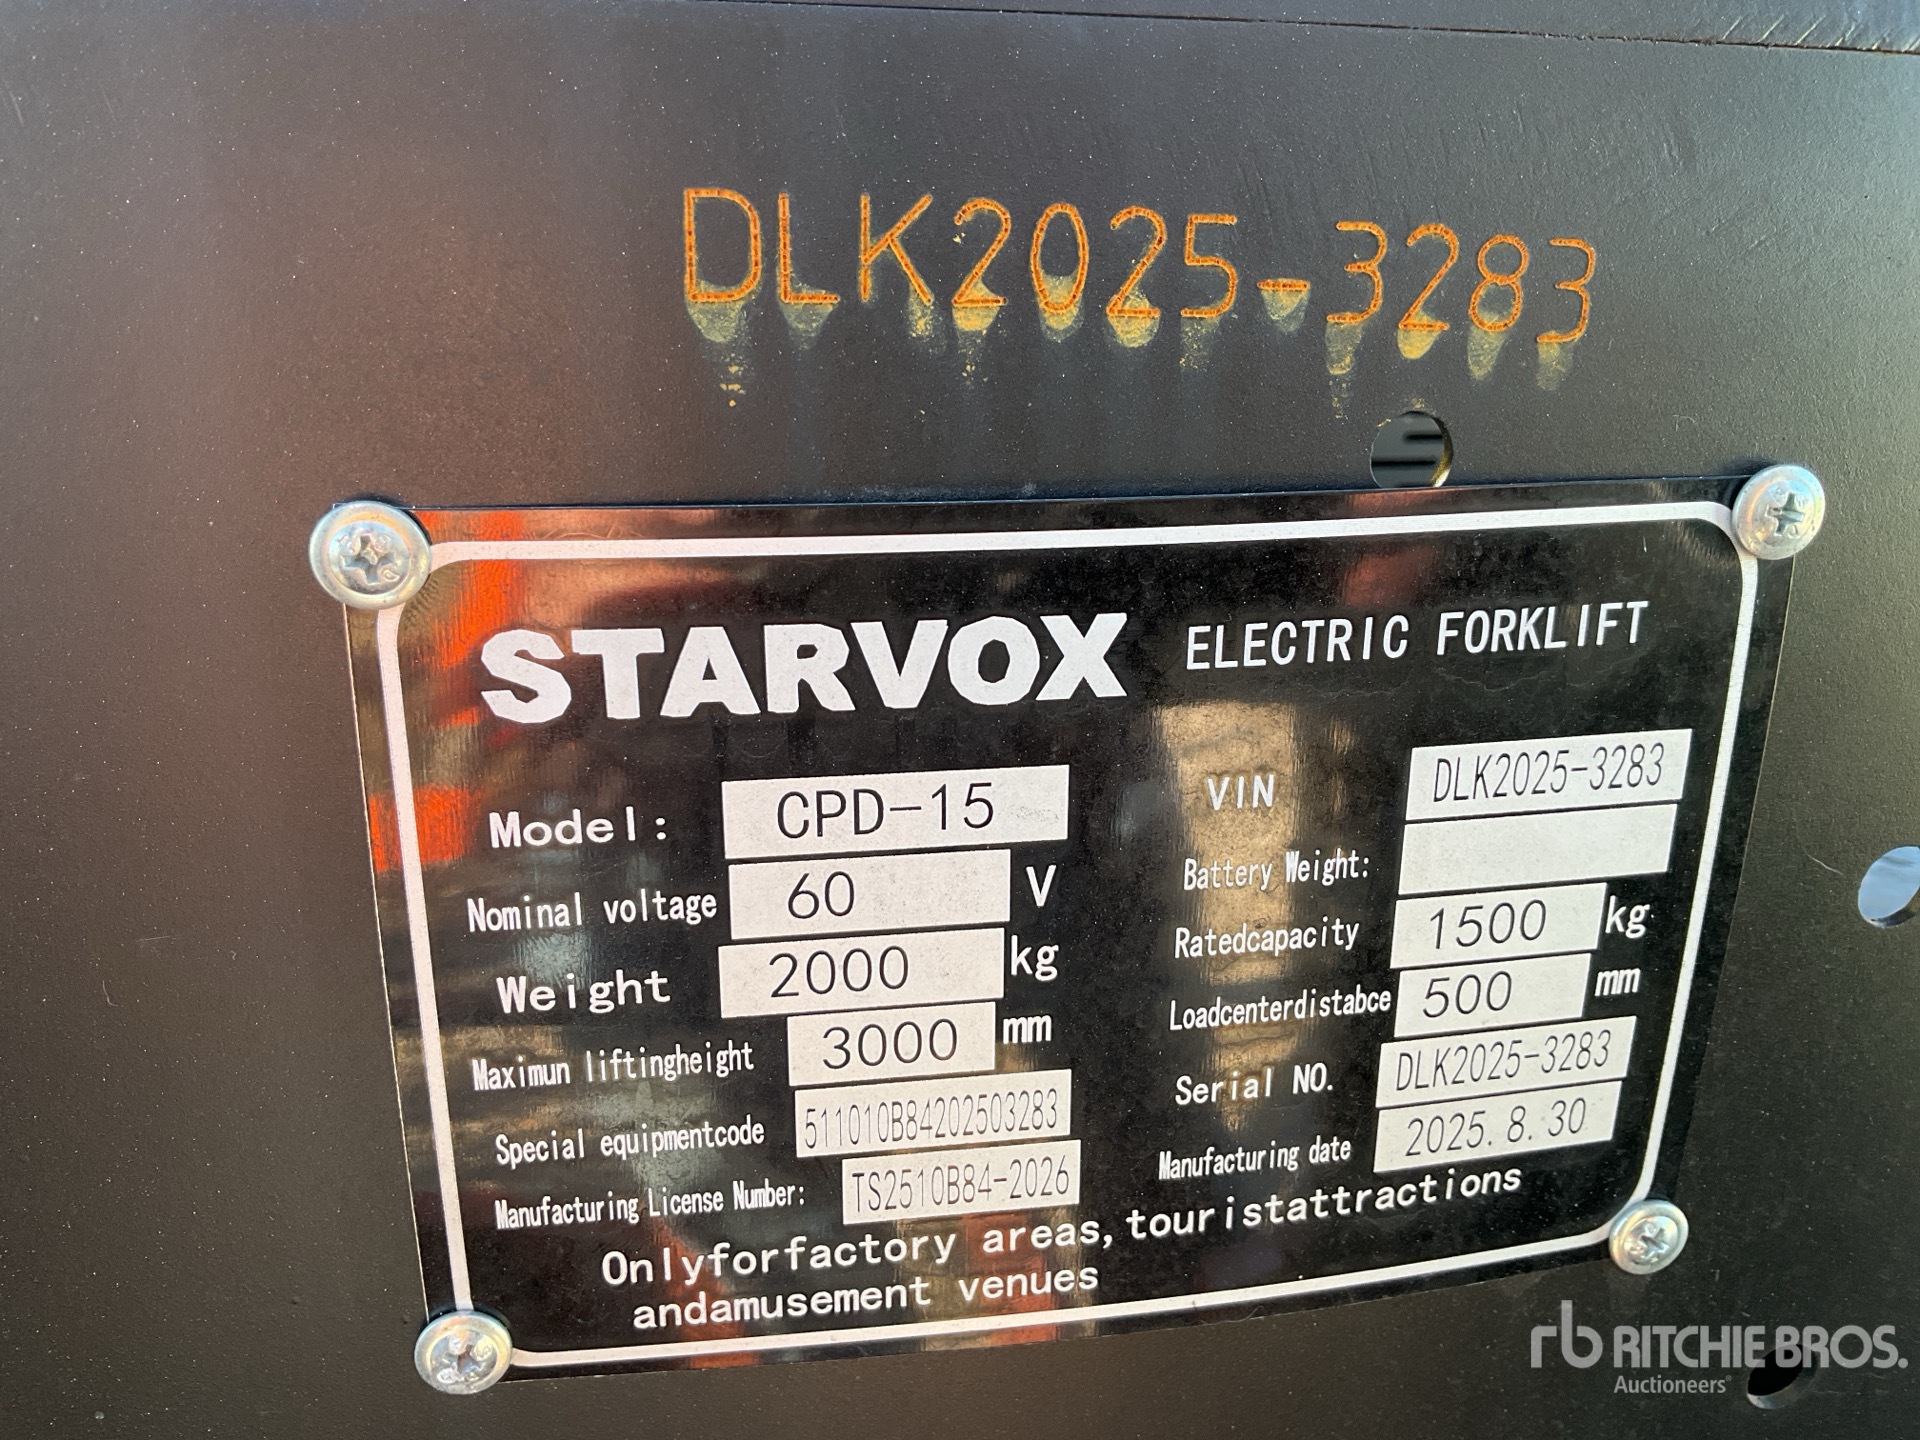 DLK2025-3283
STARVOX ELECTRIC FORKLIFT
Model: CPD-15
VIN DLK2025-3283
Nominal voltage 60 V
Battery Weight:
Weight 2000 kg
Ratedcapacity 1500 kg
Maximun liftingheight 3000 mm
Loadcenterdistabce 500 mm
Special equipmentcode 511010B84202503283
Serial NO. DLK2025-3283
Manufacturing License Number: TS2510B84-2026
Manufacturing date 2025.8.30
Onlyforfactory areas, touristattractions
andamusement venues
rb RITCHIE BROS.
Auctioneers